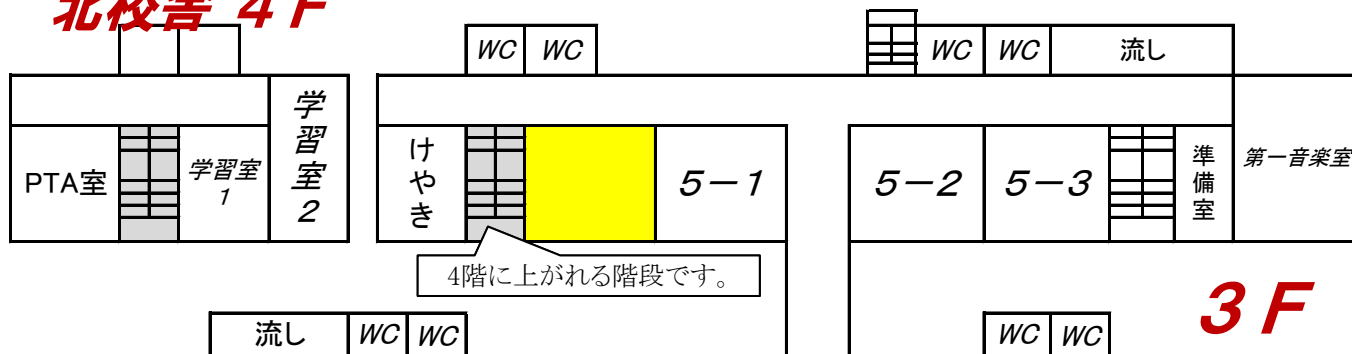 北校舎 4F
WC
WC
WC
WC
流し
学習室2
PTA室
学習室
1
けやき
5－1
5－2
5－3
準備室
第一音楽室
4階に上がれる階段です。
3F
流し
WC
WC
WC
WC